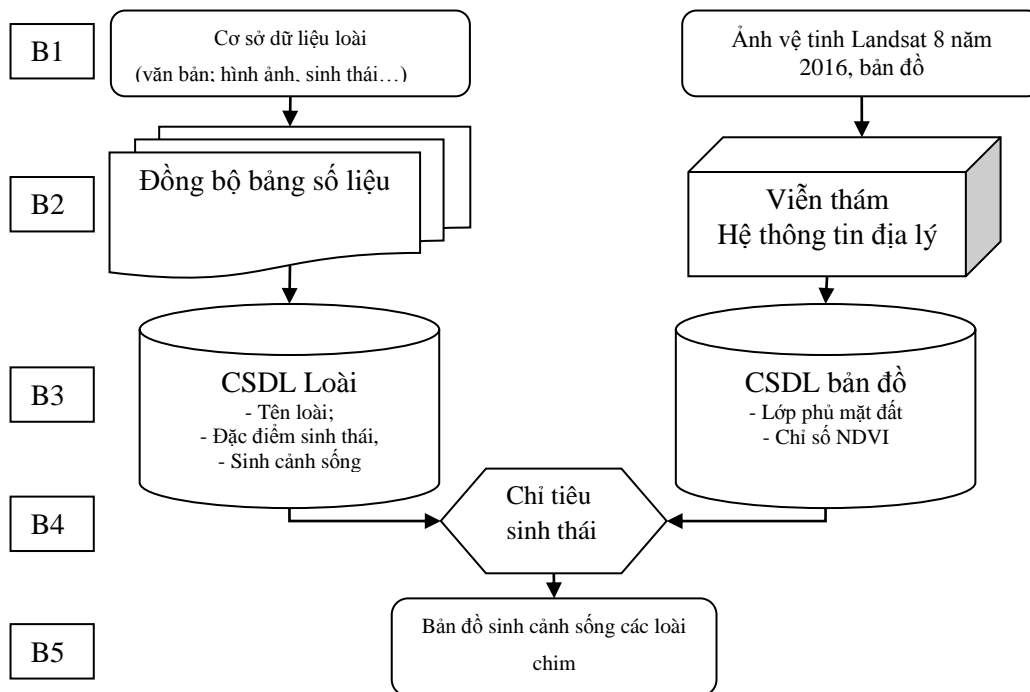 B1
Cơ sở dữ liệu loài
(văn bản; hình ảnh, sinh thái…)
Ảnh vệ tinh Landsat 8 năm
2016, bản đồ
B2
Đồng bộ bảng số liệu
Viễn thám
Hệ thông tin địa lý
B3
CSDL Loài
- Tên loài;
- Đặc điểm sinh thái,
- Sinh cảnh sống
CSDL bản đồ
- Lớp phủ mặt đất
- Chỉ số NDVI
B4
Chỉ tiêu
sinh thái
B5
Bản đồ sinh cảnh sống các loài
chim